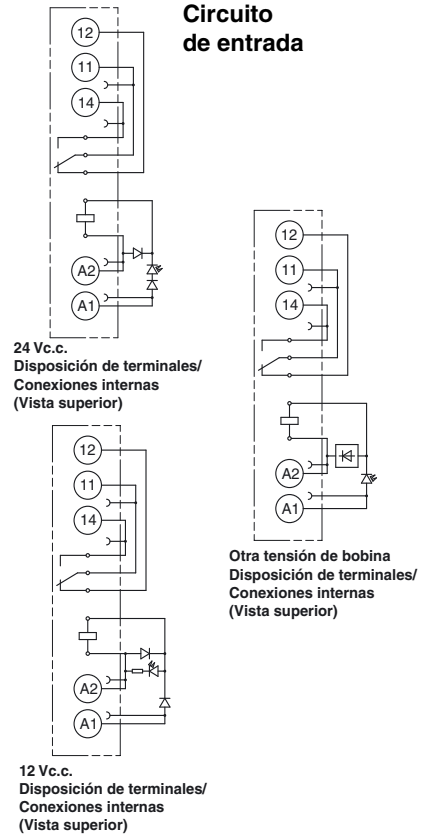 Circuito
de entrada
12
11
14
A2
A1
24 Vc.c.
Disposición de terminales/
Conexiones internas
(Vista superior)
12
11
14
A2
A1
Otra tensión de bobina
Disposición de terminales/
Conexiones internas
(Vista superior)
12
11
14
A2
A1
12 Vc.c.
Disposición de terminales/
Conexiones internas
(Vista superior)